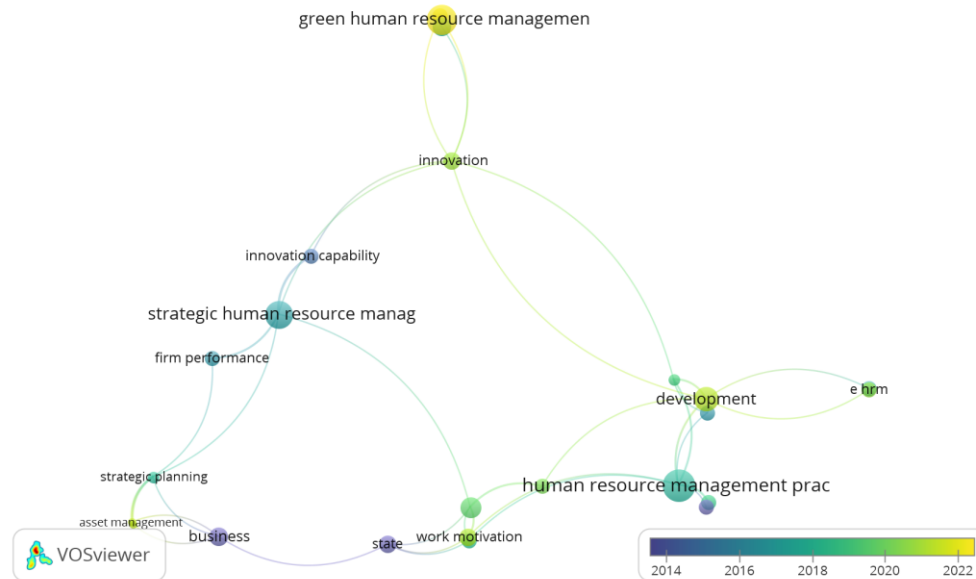 green human resource managemen
innovation
innovation capability
strategic human resource manag
firm performance
e hrm
development
strategic planning
human resource management prac
asset management
business
state
work motivation
VOSviewer
2014 2016 2018 2020 2022